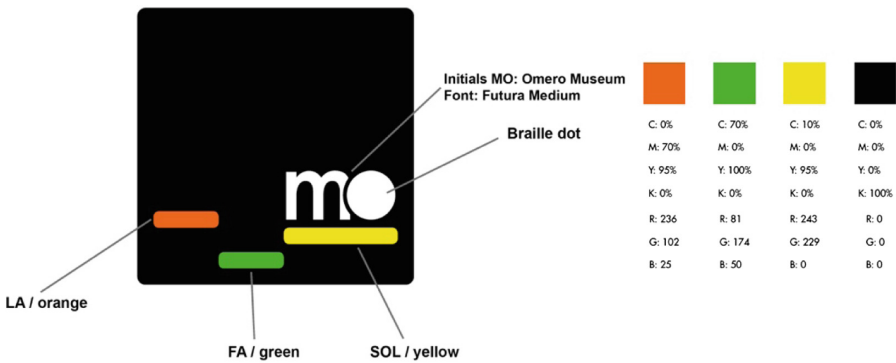 Initials MO: Omero Museum
Font: Futura Medium
Braille dot
mo
LA / orange
FA / green
SOL / yellow
C: 0% C: 70% C: 10% C: 0%
M: 70% M: 0% M: 0% M: 0%
Y: 95% Y: 100% Y: 95% Y: 0%
K: 0% K: 0% K: 0% K: 100%
R: 236 R: 81 R: 243 R: 0
G: 102 G: 174 G: 229 G: 0
B: 25 B: 50 B: 0 B: 0